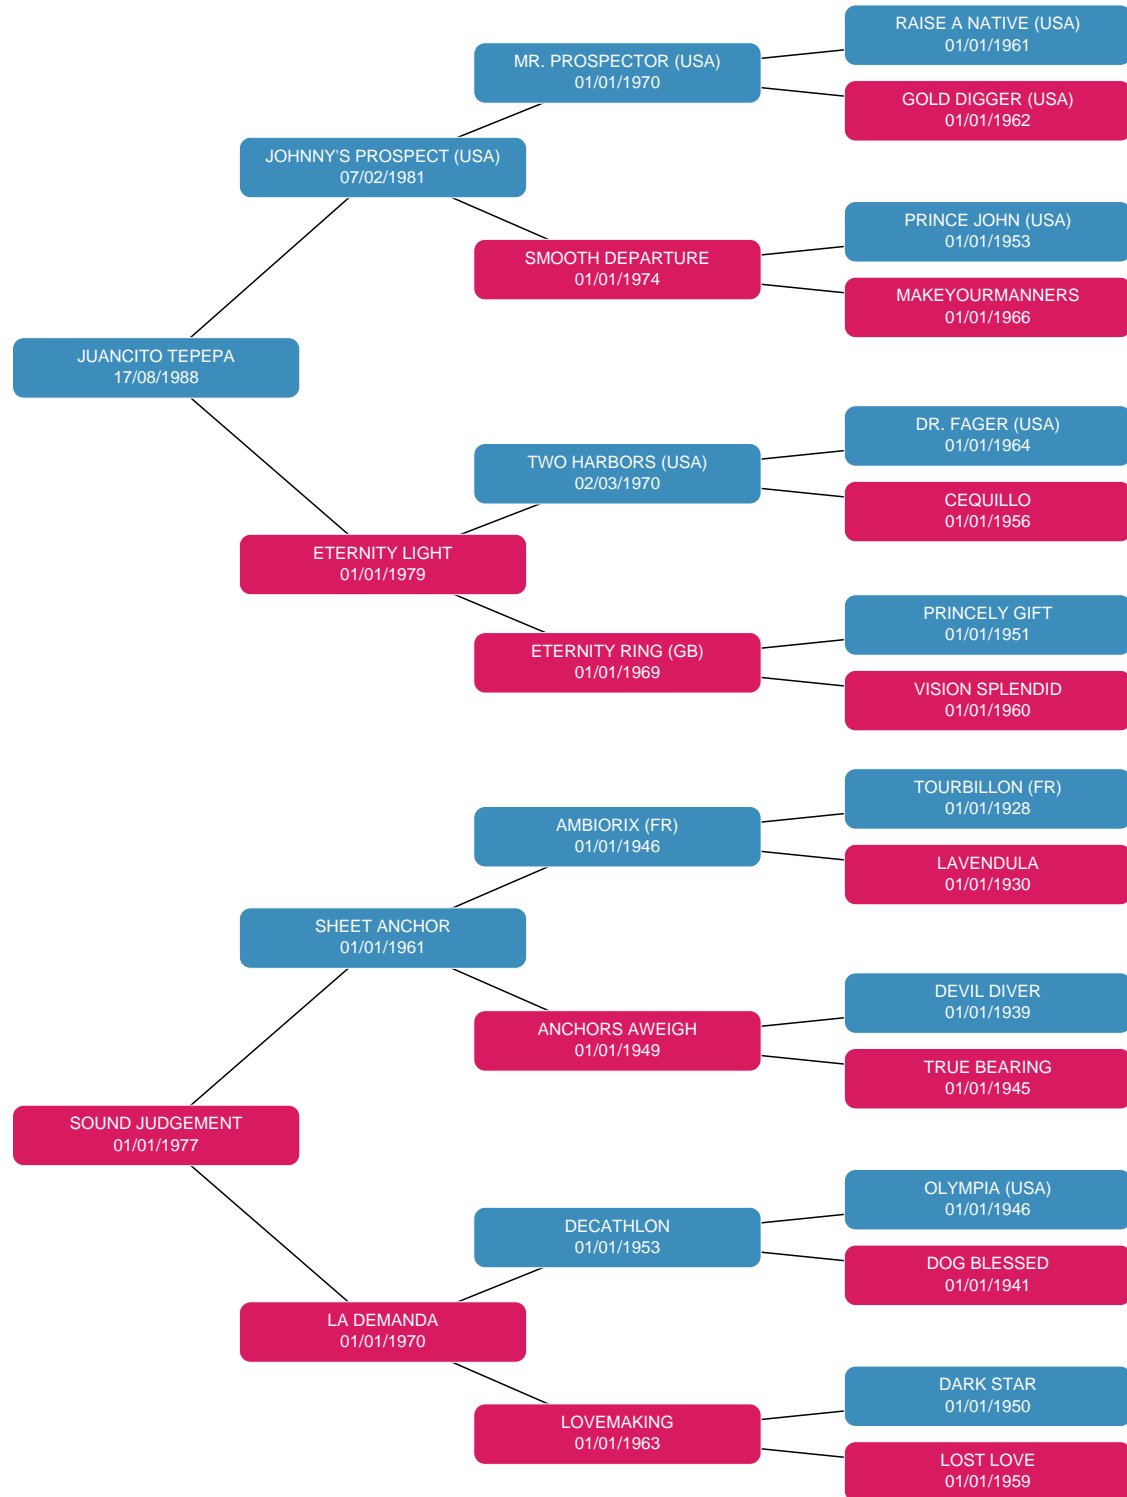 RAISE A NATIVE (USA)
01/01/1961
MR. PROSPECTOR (USA)
01/01/1970
GOLD DIGGER (USA)
01/01/1962
JOHNNY'S PROSPECT (USA)
07/02/1981
PRINCE JOHN (USA)
01/01/1953
SMOOTH DEPARTURE
01/01/1974
MAKEYOURMANNERS
01/01/1966
JUANCITO TEPEPA
17/08/1988
DR. FAGER (USA)
01/01/1964
TWO HARBORS (USA)
02/03/1970
CEQUILLO
01/01/1956
ETERNITY LIGHT
01/01/1979
PRINCELY GIFT
01/01/1951
ETERNITY RING (GB)
01/01/1969
VISION SPLENDID
01/01/1960
TOURBILLON (FR)
01/01/1928
AMBIORIX (FR)
01/01/1946
LAVENDULA
01/01/1930
SHEET ANCHOR
01/01/1961
DEVIL DIVER
01/01/1939
ANCHORS AWEIGH
01/01/1949
TRUE BEARING
01/01/1945
SOUND JUDGEMENT
01/01/1977
OLYMPIA (USA)
01/01/1946
DECATHLON
01/01/1953
DOG BLESSED
01/01/1941
LA DEMANDA
01/01/1970
DARK STAR
01/01/1950
LOVEMAKING
01/01/1963
LOST LOVE
01/01/1959